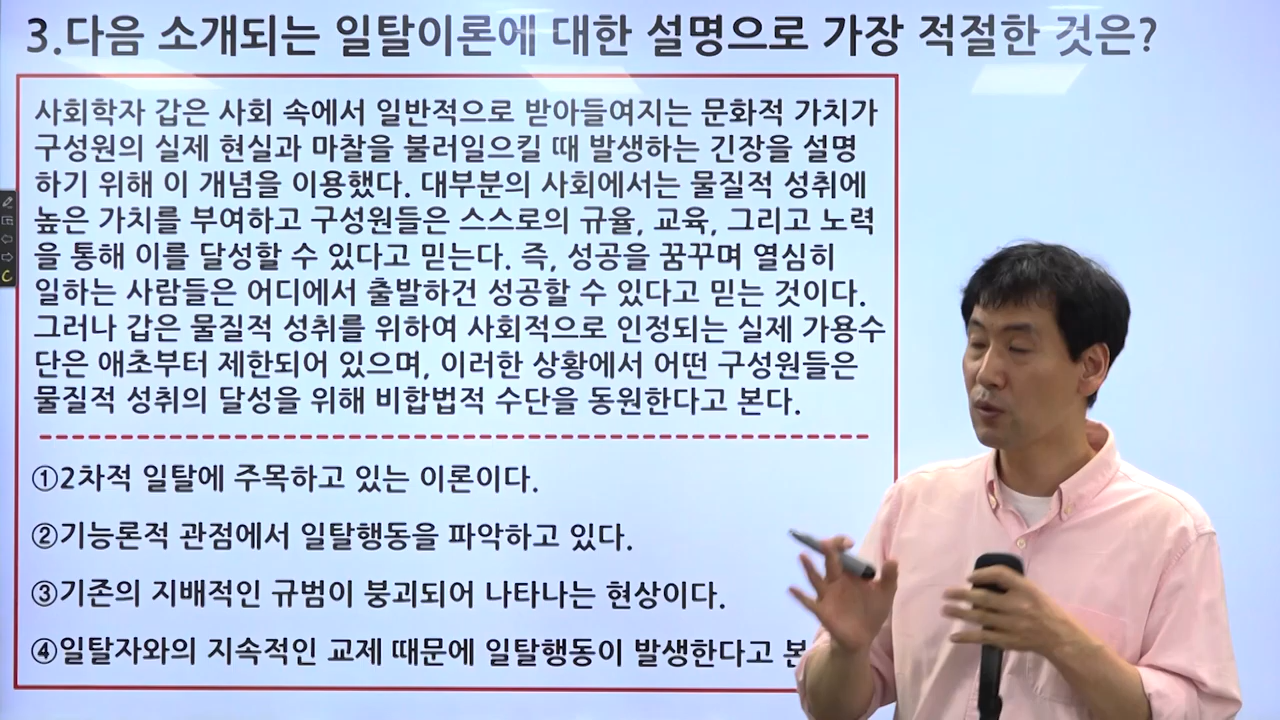 3.다음 소개되는 일탈이론에 대한 설명으로 가장 적절한 것은?
사회학자 갑은 사회 속에서 일반적으로 받아들여지는 문화적 가치가
구성원의 실제 현실과 마찰을 불러일으킬 때 발생하는 긴장을 설명
하기 위해 이 개념을 이용했다. 대부분의 사회에서는 물질적 성취에
높은 가치를 부여하고 구성원들은 스스로의 규율, 교육, 그리고 노력
을 통해 이를 달성할 수 있다고 믿는다. 즉, 성공을 꿈꾸며 열심히
일하는 사람들은 어디에서 출발하건 성공할 수 있다고 믿는 것이다.
그러나 갑은 물질적 성취를 위하여 사회적으로 인정되는 실제 가용수
단은 애초부터 제한되어 있으며, 이러한 상황에서 어떤 구성원들은
물질적 성취의 달성을 위해 비합법적 수단을 동원한다고 본다.
①2차적 일탈에 주목하고 있는 이론이다.
②기능론적 관점에서 일탈행동을 파악하고 있다.
③기존의 지배적인 규범이 붕괴되어 나타나는 현상이다.
④일탈자와의 지속적인 교제 때문에 일탈행동이 발생한다고 본